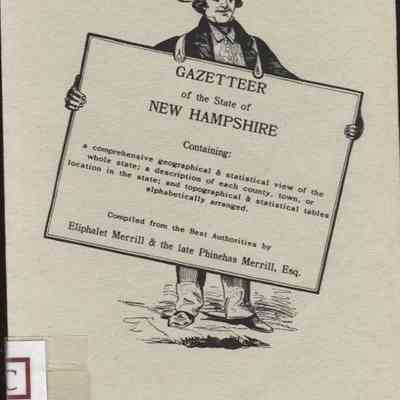 GAZETTEER
of the State of
NEW HAMPSHIRE
Containing:
a comprehensive geographical & statistical view of the
whole state; a description of each county, town, or
location in the state; and topographical & statistical tables
alphabetically arranged.
Compiled from the Best Authorities by
Eliphalet Merrill & the late Phinehas Merrill, Esq.
C